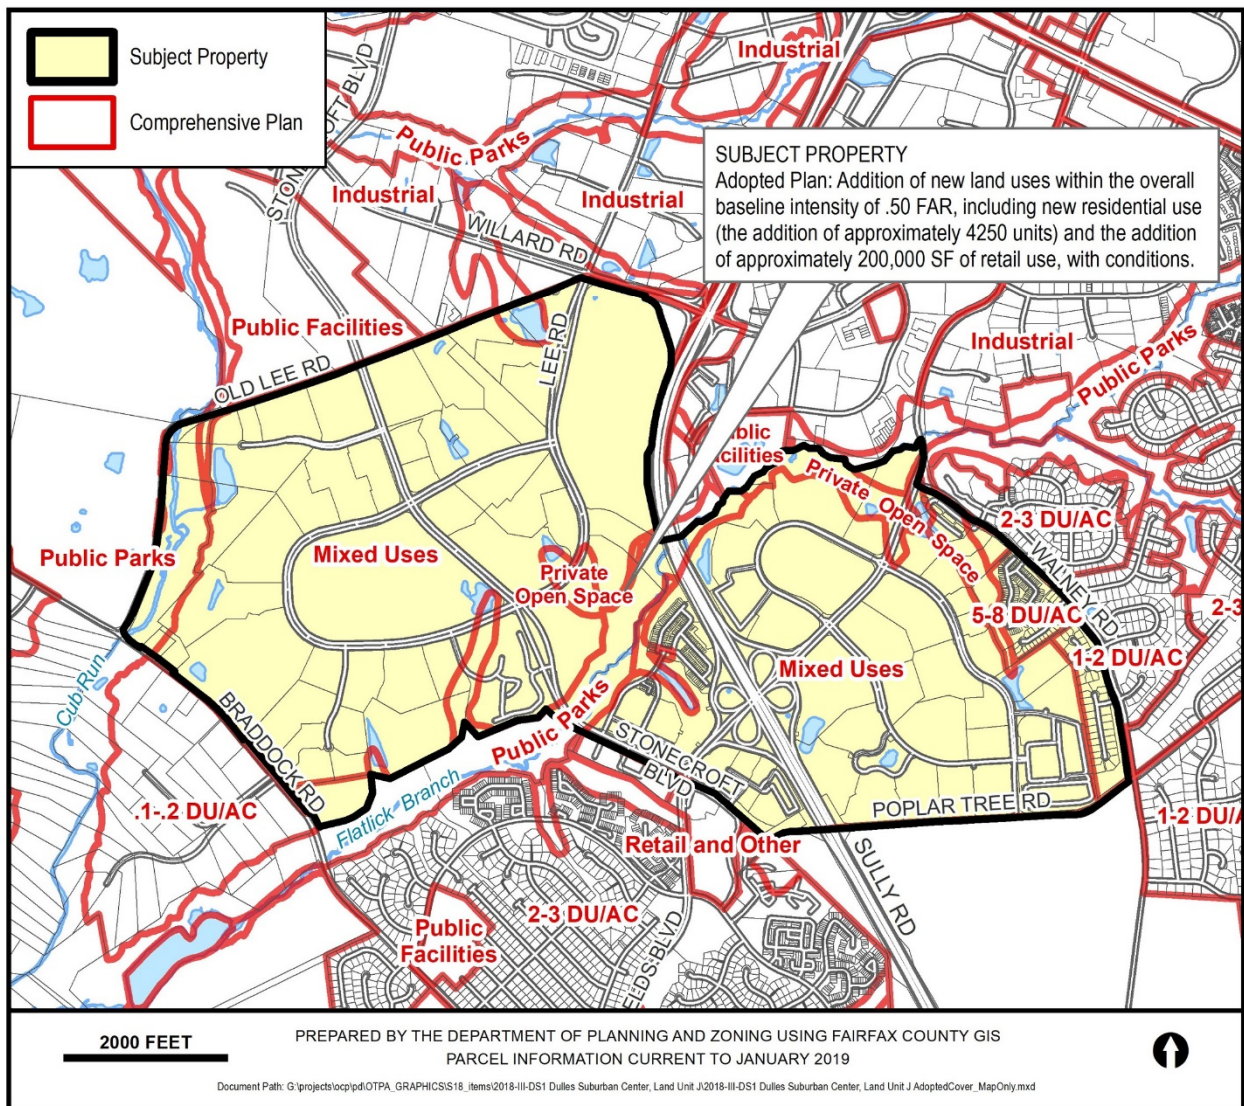 Subject Property
Comprehensive Plan
Industrial
Public Parks
Industrial
Industrial
WILLARD RD
SUBJECT PROPERTY
Adopted Plan: Addition of new land uses within the overall
baseline intensity of .50 FAR, including new residential use
(the addition of approximately 4250 units) and the addition
of approximately 200,000 SF of retail use, with conditions.
Public Facilities
OLD LEE RD
LEE RD
Industrial
Public Parks
Facilities
Private Open Space
2-3 DU/AC
WALNEY RD
Public Parks
Mixed Uses
Private
Open Space
5-8 DU/AC
2-3
1-2 DU/AC
Mixed Uses
Cub Run
BRADDOCK RD
Public Parks
STONECROFT
BLVD
POPLAR TREE RD
.1-.2 DU/AC
Flatlick Branch
Retail and Other
SULLY RD
1-2 DU/A
2-3 DU/AC
Public
Facilities
ELDS BLVD
2000 FEET
PREPARED BY THE DEPARTMENT OF PLANNING AND ZONING USING FAIRFAX COUNTY GIS
PARCEL INFORMATION CURRENT TO JANUARY 2019
Document Path: G:\projects\ocp\pd\OTPA_GRAPHICS\S18_items\2018-III-DS1 Dulles Suburban Center, Land Unit J\2018-III-DS1 Dulles Suburban Center, Land Unit J AdoptedCover_MapOnly.mxd